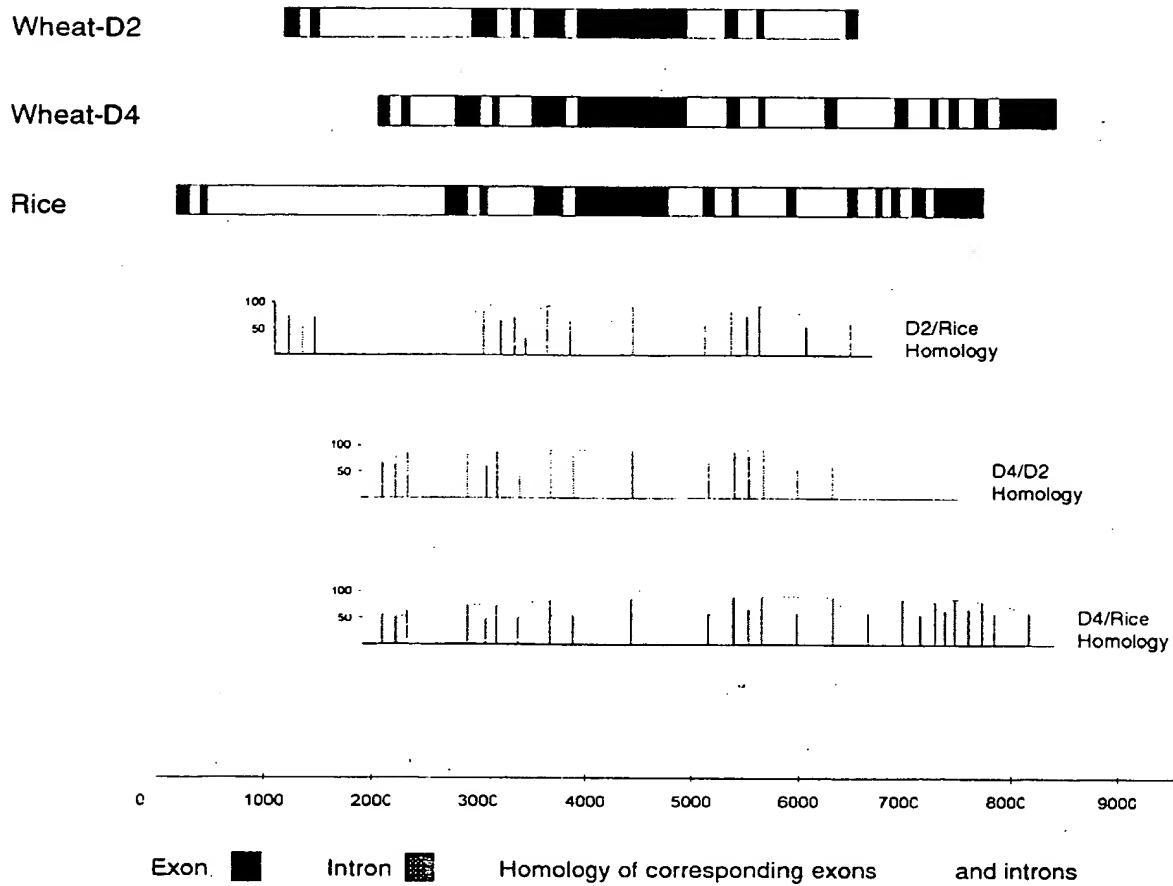 Wheat-D2
Wheat-D4
Rice
100
50
D2/Rice
Homology
100
50
D4/D2
Homology
100
50
D4/Rice
Homology
0 1000 2000 3000 4000 5000 6000 7000 8000 9000
Exon Intron Homology of corresponding exons and introns